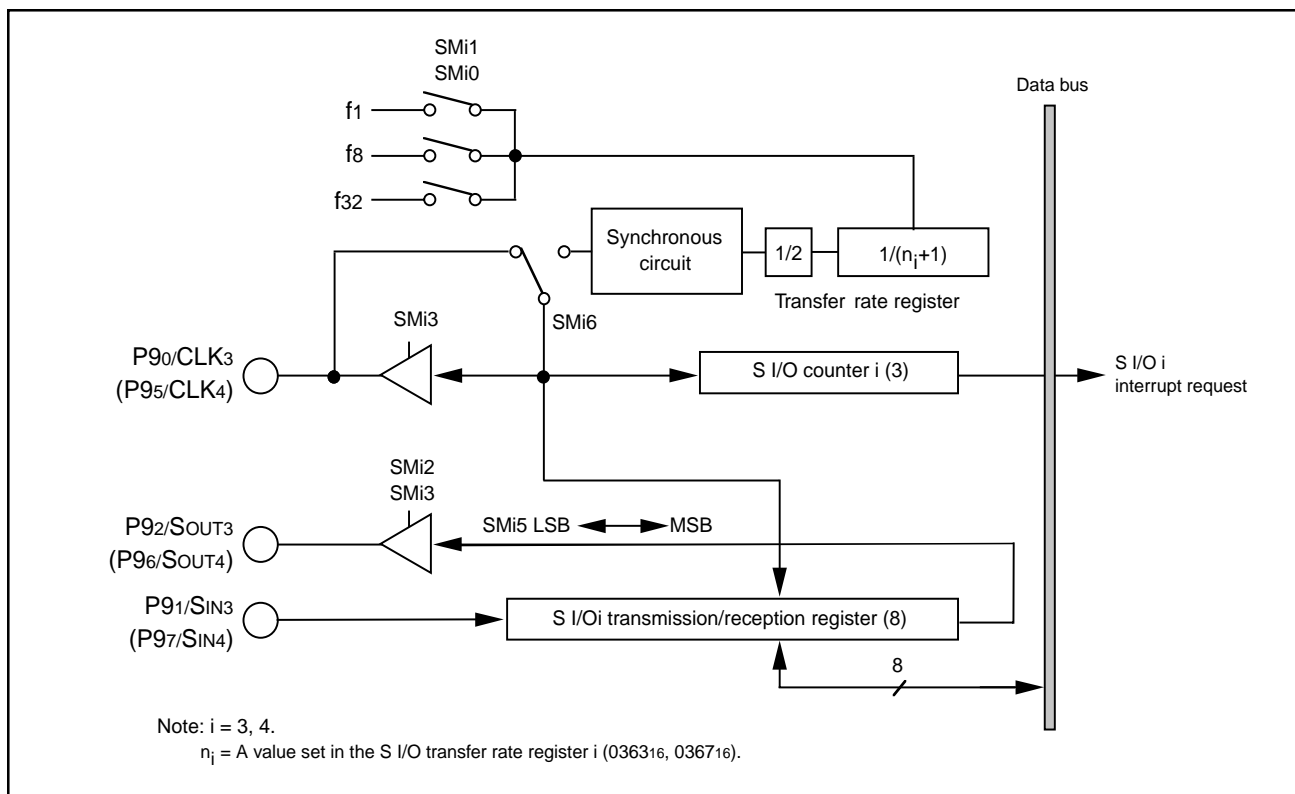 SMi1
SMi0
Data bus
f1
f8
f32
Synchronous
circuit
1/2
1/(ni+1)
Transfer rate register
SMi6
SMi3
P90/CLK3
(P95/CLK4)
S I/O counter i (3)
S I/O i
interrupt request
SMi2
SMi3
SMi5 LSB
MSB
P92/SOUT3
(P96/SOUT4)
P91/SIN3
(P97/SIN4)
S I/Oi transmission/reception register (8)
8
Note: i = 3, 4.
ni = A value set in the S I/O transfer rate register i (036316, 036716).